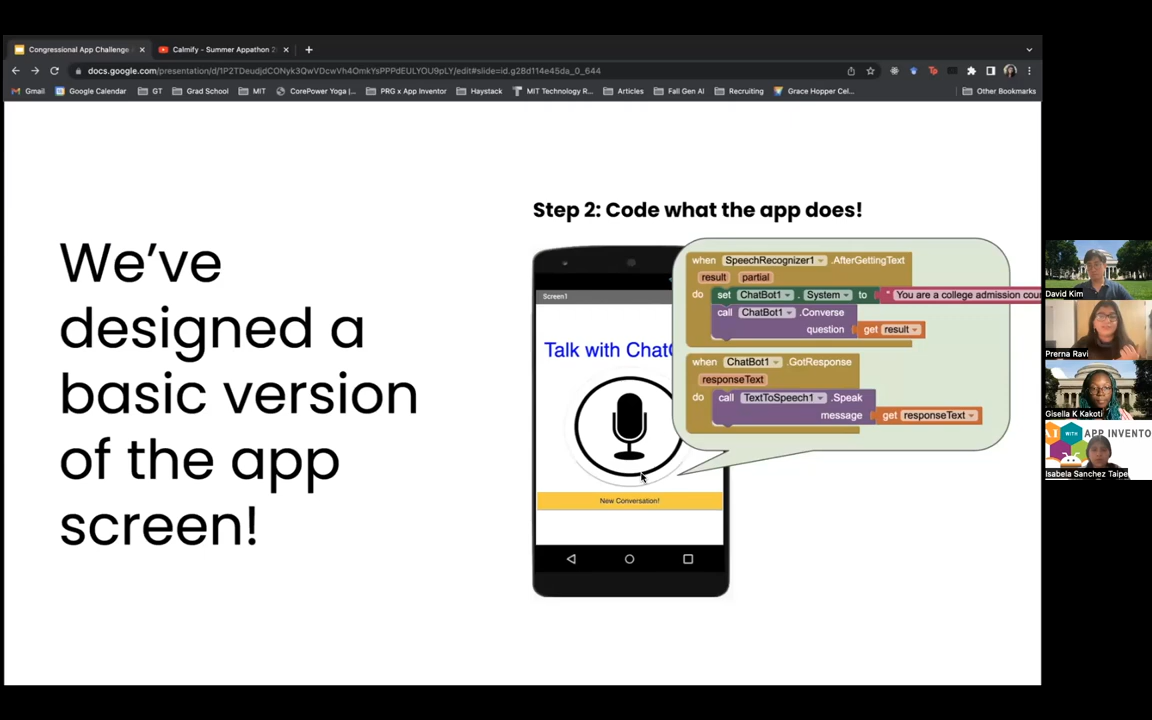 Congressional App Challenge
Calmify - Summer Appathon 2
docs.google.com/presentation/d/1P2TDeudjdCONyk3QwVDcwVh4OmkYsPPPdEULYOU9pLY/edit#slide=id.g28d114e45da_0_644
Gmail
Google Calendar
GT
Grad School
MIT
CorePower Yoga |...
PRG x App Inventor
Haystack
MIT Technology R...
Articles
Fall Gen AI
Recruiting
Grace Hopper Cel...
Other Bookmarks
We've
designed a
basic version
of the app
screen!
Step 2: Code what the app does!
Screen1
Talk with Chat
New Conversation!
when SpeechRecognizer1 .AfterGettingText
result partial
do set ChatBot1 . System to " You are a college admission cou
call ChatBot1 .Converse
question get result
when ChatBot1 .GotResponse
responseText
do call TextToSpeech1 .Speak
message get responseText
David Kim
Prerna Ravi
Gisella K Kakoti
WITH APP INVENTO
Isabela Sanchez Taipe